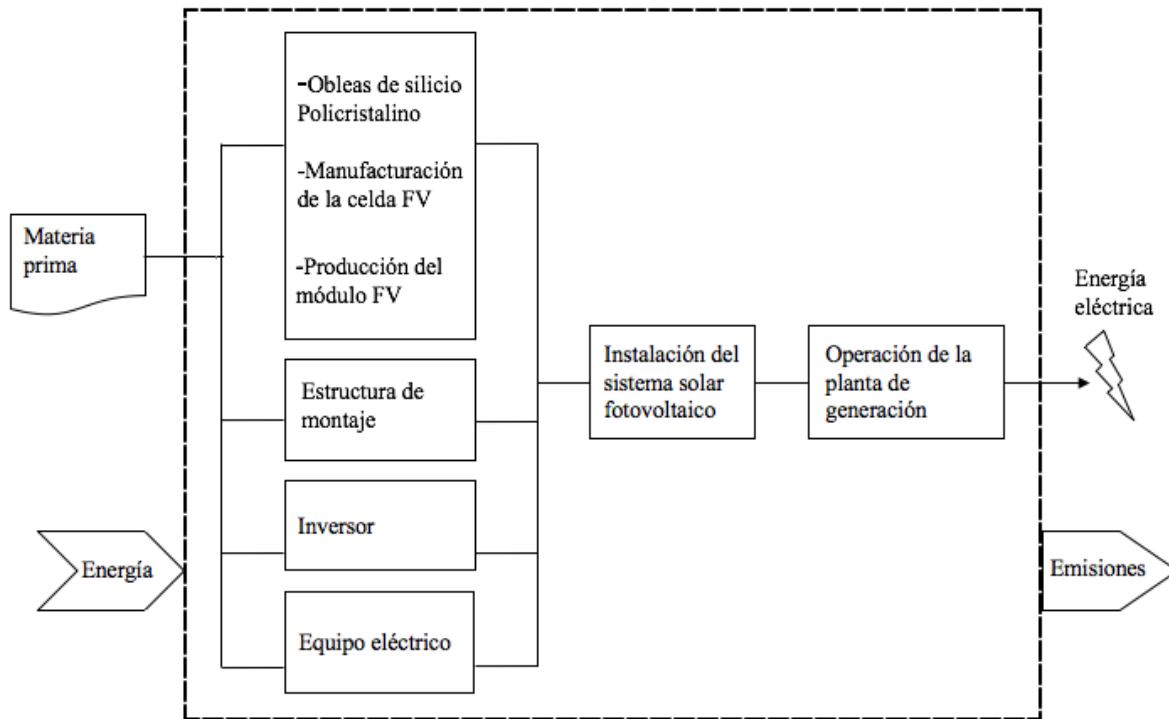 -Obleas de silicio
Policristalino
-Manufacturación
de la celda FV
-Producción del
módulo FV
Materia
prima
Estructura de
montaje
Inversor
Equipo eléctrico
Energía
Instalación del
sistema solar
fotovoltaico
Operación de la
planta de
generación
Energía
eléctrica
Emisiones